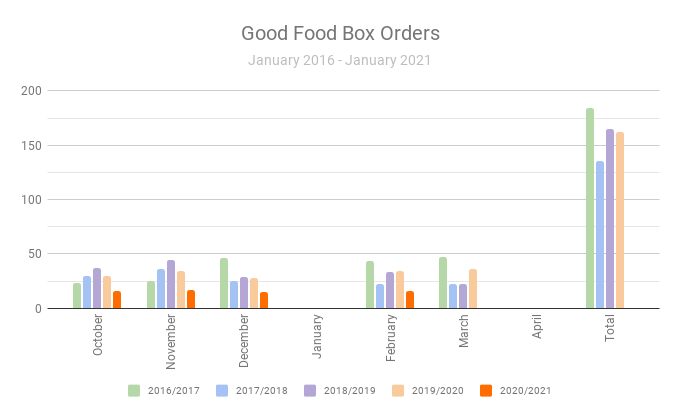 Good Food Box Orders
January 2016 - January 2021
200
150
100
50
0
October
November
December
January
February
March
April
Total
2016/2017
2017/2018
2018/2019
2019/2020
2020/2021